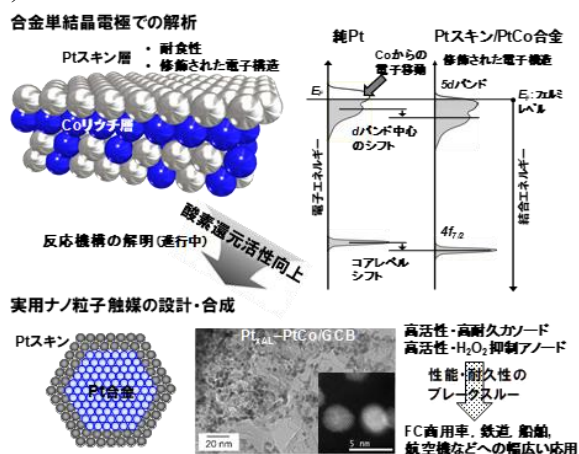 合金単結晶電極での解析
Ptスキン層
・ 耐食性
・ 修飾された電子構造
Coリッチ層
純Pt
Ptスキン/PtCo合金
Coからの
電子移動
修飾された電子構造
5dバンド
EF
EF:フェルミ
レベル
dバンド中心
のシフト
電子エネルギー
結合エネルギー
4f7/2
コアレベル
シフト
反応機構の解明(進行中)
酸素還元活性向上
実用ナノ粒子触媒の設計・合成
Ptスキン
Pt合金
PtxAL–PtCo/GCB
20 nm
5 nm
高活性・高耐久カソード
高活性・H2O2抑制アノード
性能・耐久性の
ブレークスルー
FC商用車, 鉄道, 船舶,
航空機などへの幅広い応用